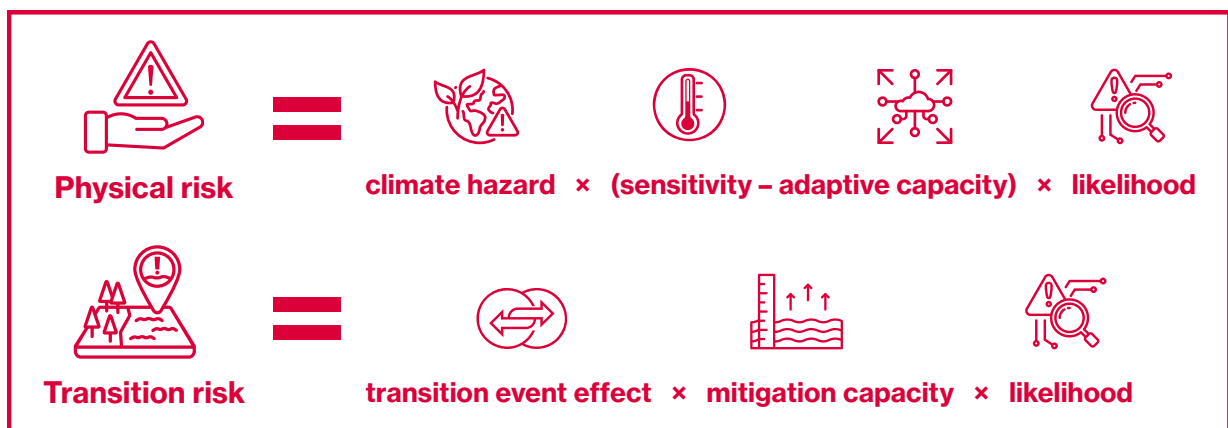 Physical risk
climate hazard × (sensitivity – adaptive capacity) × likelihood
Transition risk
transition event effect × mitigation capacity × likelihood